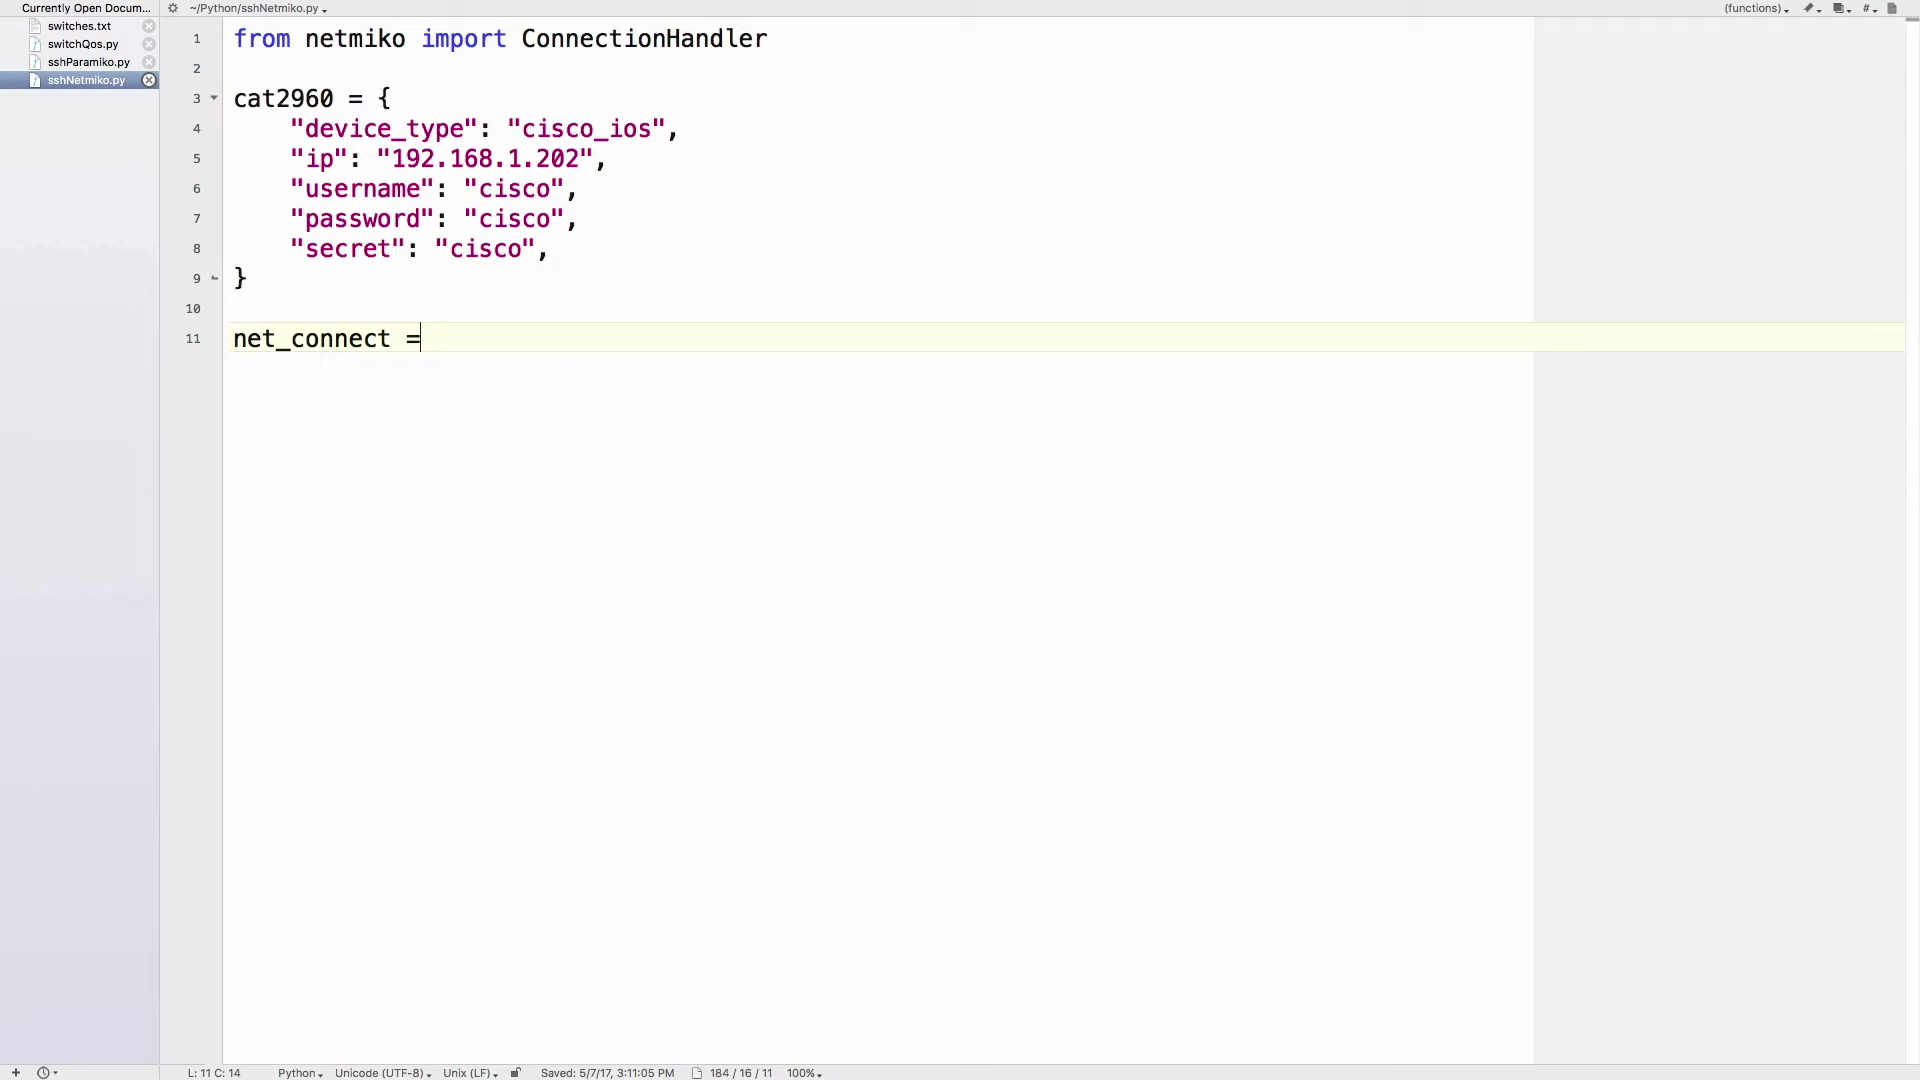 Currently Open Docum...
~/Python/sshNetmiko.py
(functions)
#
switches.txt
switchQos.py
sshParamiko.py
sshNetmiko.py
1 from netmiko import ConnectionHandler
2
3 cat2960 = {
4 "device_type": "cisco_ios",
5 "ip": "192.168.1.202",
6 "username": "cisco",
7 "password": "cisco",
8 "secret": "cisco",
9 }
10
11 net_connect =
L: 11 C: 14 Python Unicode (UTF-8) Unix (LF) Saved: 5/7/17, 3:11:05 PM 184 / 16 / 11 100%